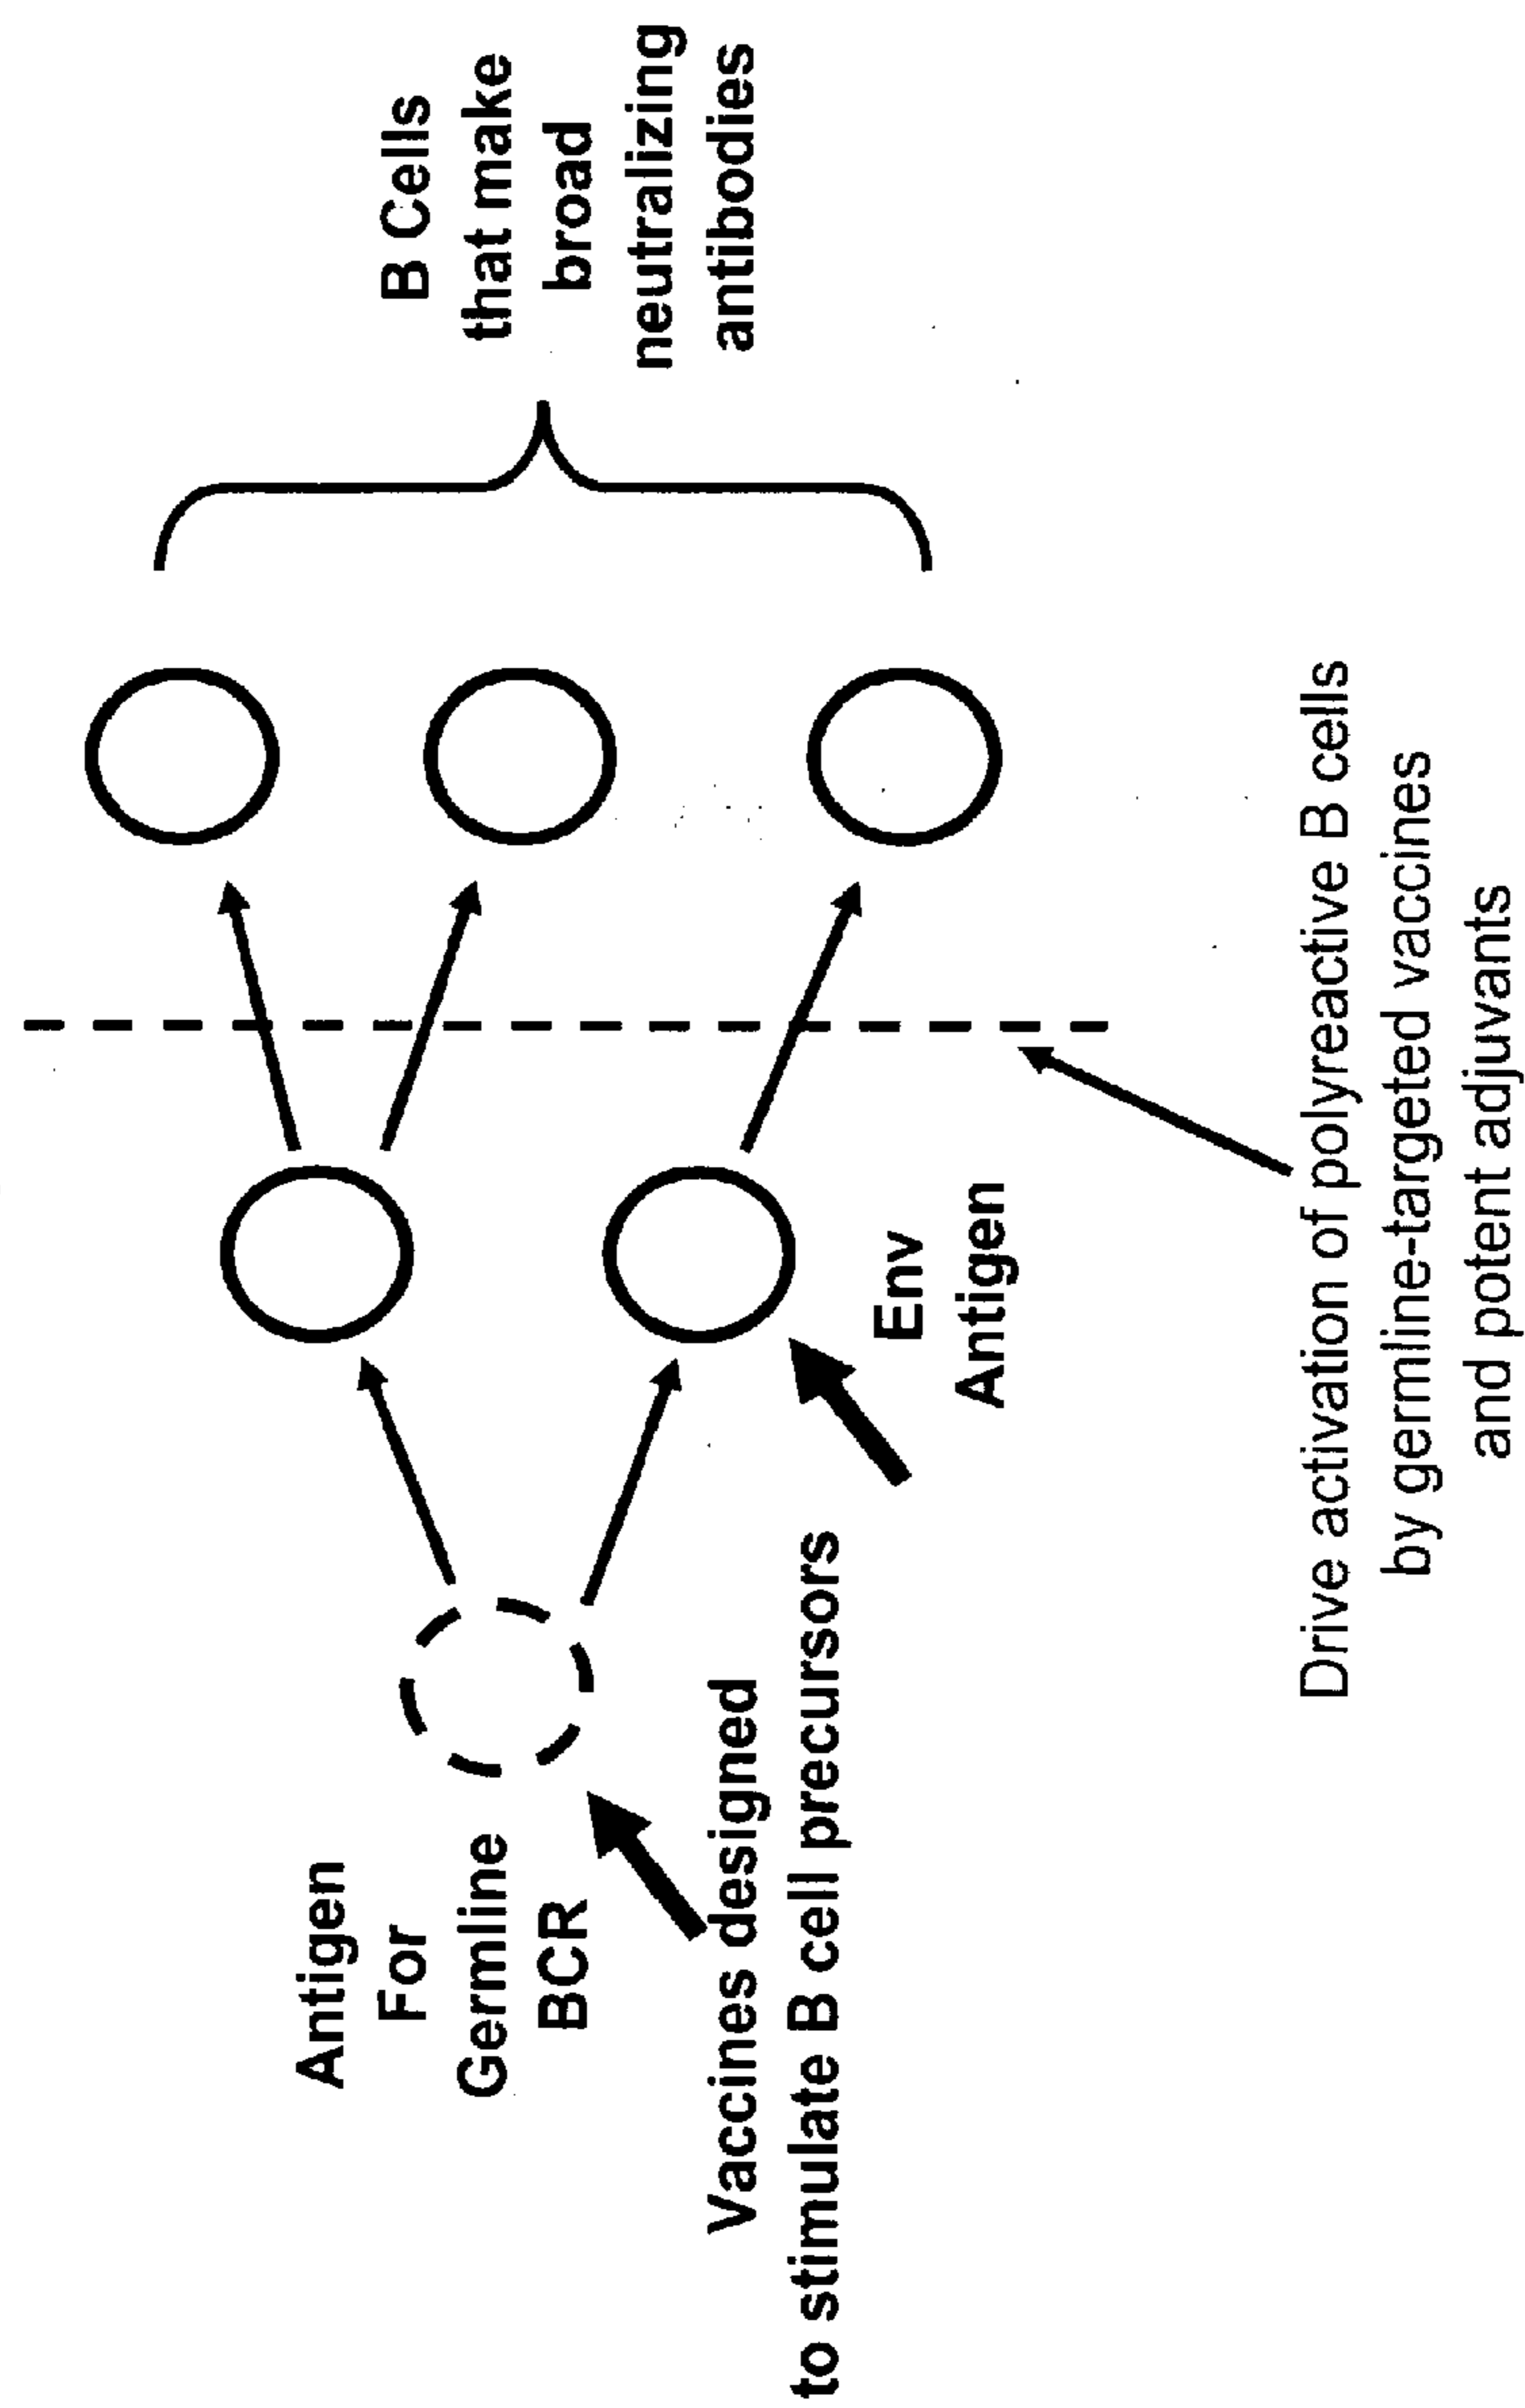 Antigen
For
Germline
BCR
Vaccines designed
to stimulate B cell precursors
Env
Antigen
B Cells
that make
broad
neutralizing
antibodies
Drive activation of polyreactive B cells
by germline-targeted vaccines
and potent adjuvants